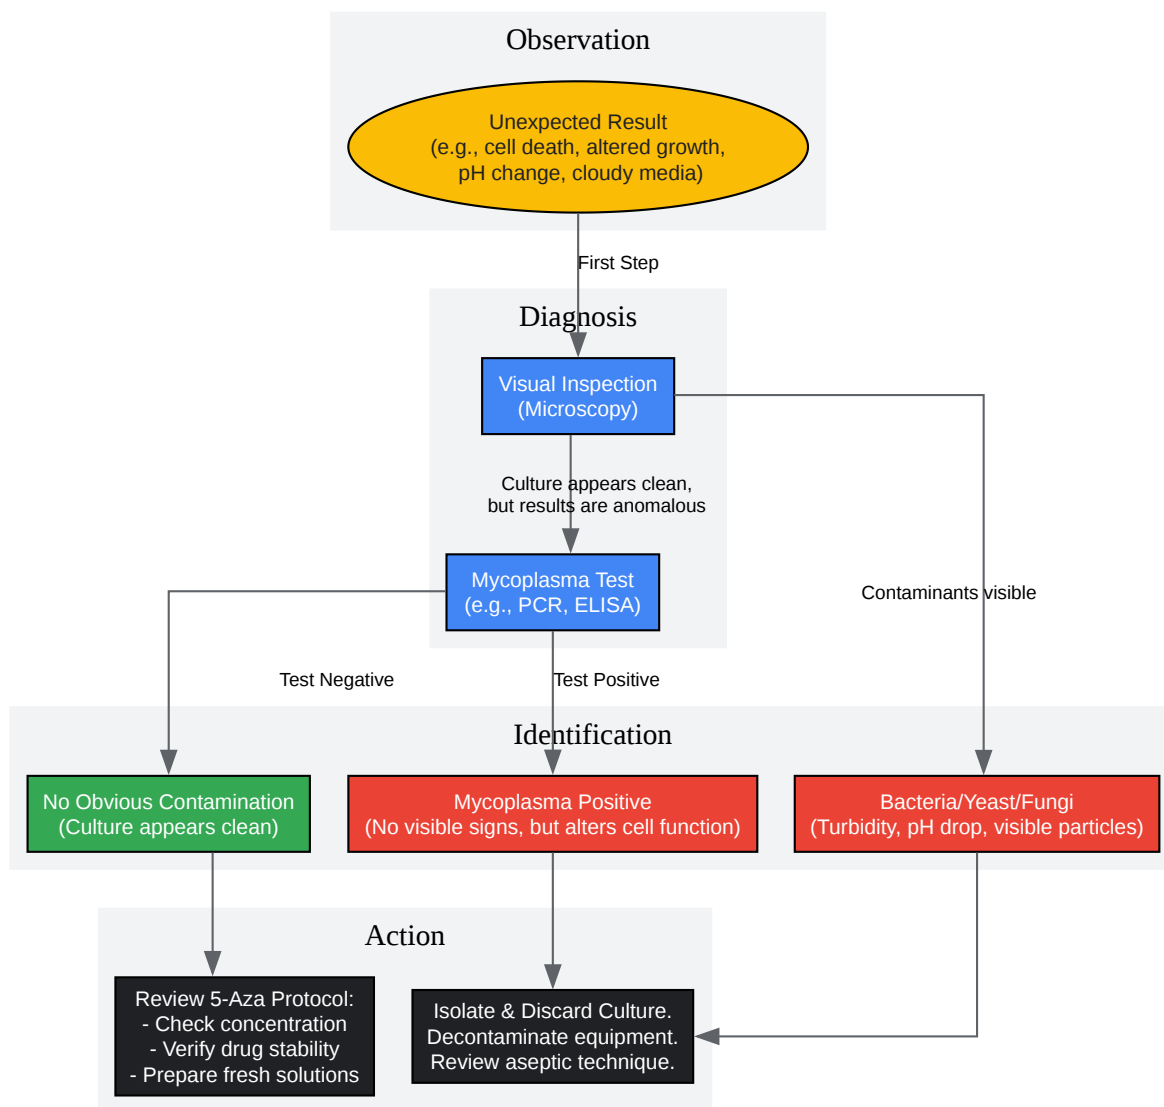 Observation
Unexpected Result
(e.g., cell death, altered growth,
pH change, cloudy media)
First Step
Diagnosis
Visual Inspection
(Microscopy)
Culture appears clean,
but results are anomalous
Mycoplasma Test
(e.g., PCR, ELISA)
Contaminants visible
Test Negative
Test Positive
Identification
No Obvious Contamination
(Culture appears clean)
Mycoplasma Positive
(No visible signs, but alters cell function)
Bacteria/Yeast/Fungi
(Turbidity, pH drop, visible particles)
Action
Review 5-Aza Protocol:
- Check concentration
- Verify drug stability
- Prepare fresh solutions
Isolate & Discard Culture.
Decontaminate equipment.
Review aseptic technique.